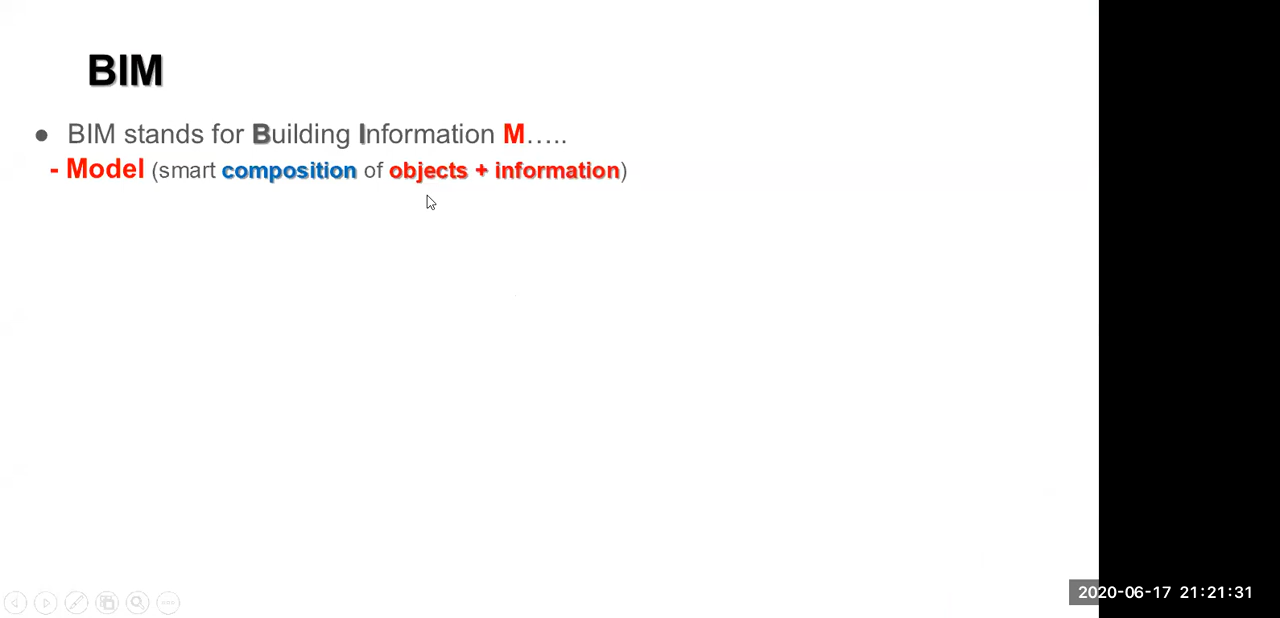 BIM
● BIM stands for Building Information M…..
- Model (smart composition of objects + information)
2020-06-17 21:21:31